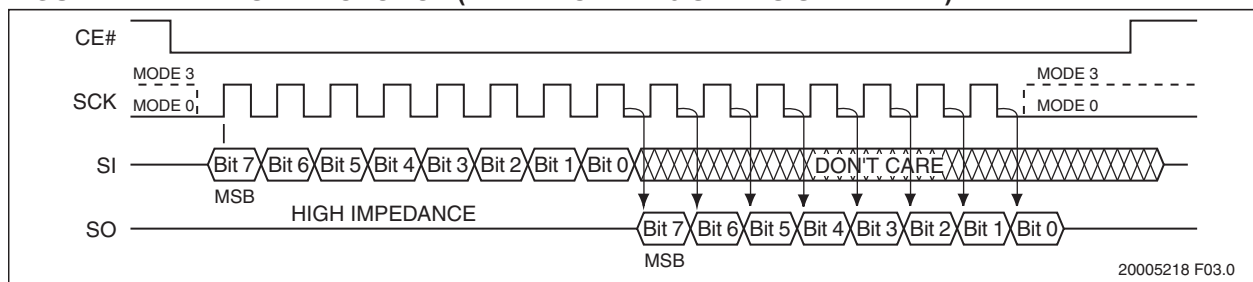 CE#
MODE 3
MODE 3
SCK
MODE 0
MODE 0
SI
Bit 7 Bit 6 Bit 5 Bit 4 Bit 3 Bit 2 Bit 1 Bit 0
DON'T CARE
MSB
HIGH IMPEDANCE
SO
Bit 7 Bit 6 Bit 5 Bit 4 Bit 3 Bit 2 Bit 1 Bit 0
MSB
20005218 F03.0